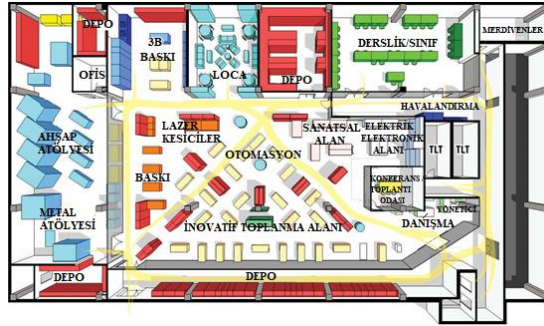 DEPO
OFİS
3B
BASKI
LOCA
DEPO
DERSLİK/SINIF
MERDİVENLER
HAVALANDIRMA
AHŞAP
ATÖLYESİ
LAZER
KESİCİLER
SANATSAL
ALAN
ELEKTRİK
ELEKTRONİK
ALANI
TLT
TLT
OTOMASYON
BASKI
KONFERANS /
TOPLANTI
ODASI
METAL
ATÖLYESİ
İNOVATİF TOPLANMA ALANI
YÖNETİCİ
DANIŞMA
DEPO
DEPO